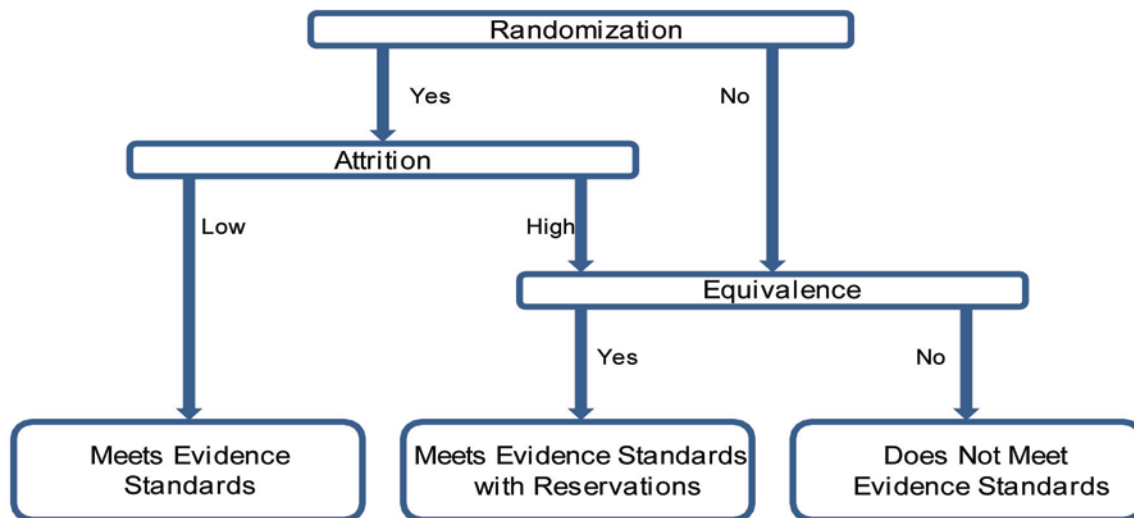 Randomization
Yes
No
Attrition
Low
High
Equivalence
Yes
No
Meets Evidence
Standards
Meets Evidence Standards
with Reservations
Does Not Meet
Evidence Standards